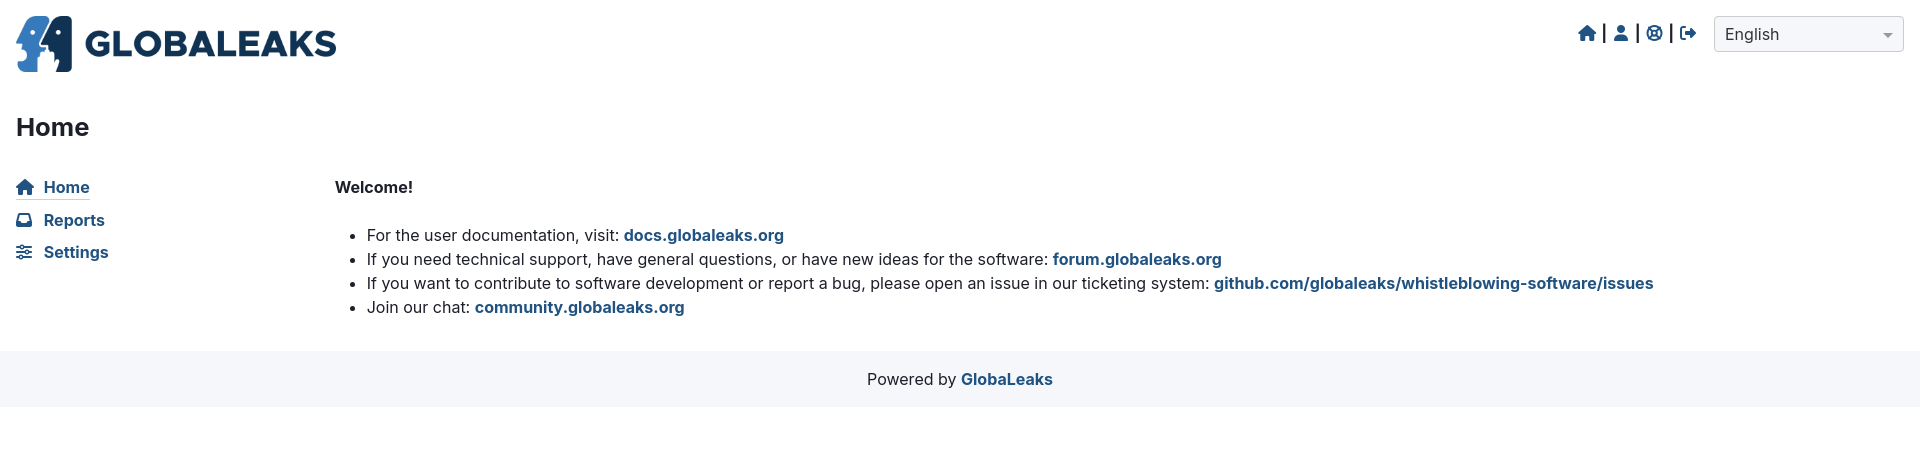 GLOBALEAKS
English
Home
Home
Reports
Settings
Welcome!
For the user documentation, visit: docs.globaleaks.org
If you need technical support, have general questions, or have new ideas for the software: forum.globaleaks.org
If you want to contribute to software development or report a bug, please open an issue in our ticketing system: github.com/globaleaks/whistleblowing-software/issues
Join our chat: community.globaleaks.org
Powered by GlobaLeaks